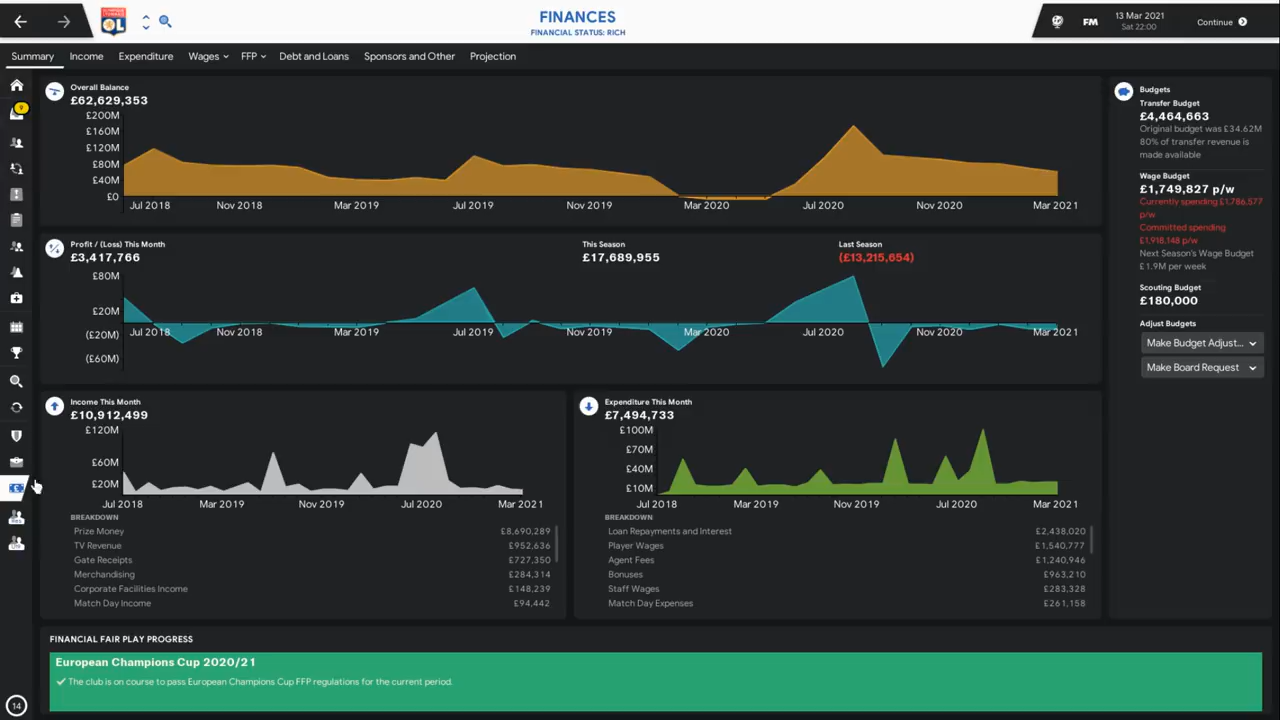 FINANCES
FINANCIAL STATUS: RICH
FM
13 Mar 2021
Sat 22:00
Continue
Summary
Income
Expenditure
Wages
FFP
Debt and Loans
Sponsors and Other
Projection
9
Overall Balance
£62,629,353
£200M
£160M
£120M
£80M
£40M
£0
Jul 2018
Nov 2018
Mar 2019
Jul 2019
Nov 2019
Mar 2020
Jul 2020
Nov 2020
Mar 2021
Profit / (Loss) This Month
£3,417,766
This Season
£17,689,955
Last Season
(£13,215,654)
£80M
£20M
(£20M)
(£60M)
Jul 2018
Nov 2018
Mar 2019
Jul 2019
Nov 2019
Mar 2020
Jul 2020
Nov 2020
Mar 2021
Income This Month
£10,912,499
£120M
£60M
£20M
Jul 2018
Mar 2019
Nov 2019
Jul 2020
Mar 2021
BREAKDOWN
Prize Money £8,690,289
TV Revenue £952,636
Gate Receipts £727,350
Merchandising £284,314
Corporate Facilities Income £148,239
Match Day Income £94,442
Expenditure This Month
£7,494,733
£100M
£70M
£40M
£10M
Jul 2018
Mar 2019
Nov 2019
Jul 2020
Mar 2021
BREAKDOWN
Loan Repayments and Interest £2,438,020
Player Wages £1,540,777
Agent Fees £1,240,946
Bonuses £963,210
Staff Wages £283,328
Match Day Expenses £261,158
Budgets
Transfer Budget
£4,464,663
Original budget was £34.62M
80% of transfer revenue is
made available
Wage Budget
£1,749,827 p/w
Currently spending £1,786,577
p/w
Committed spending
£1,918,148 p/w
Next Season's Wage Budget
£1.9M per week
Scouting Budget
£180,000
Adjust Budgets
Make Budget Adjust...
Make Board Request
FINANCIAL FAIR PLAY PROGRESS
European Champions Cup 2020/21
The club is on course to pass European Champions Cup FFP regulations for the current period.
14